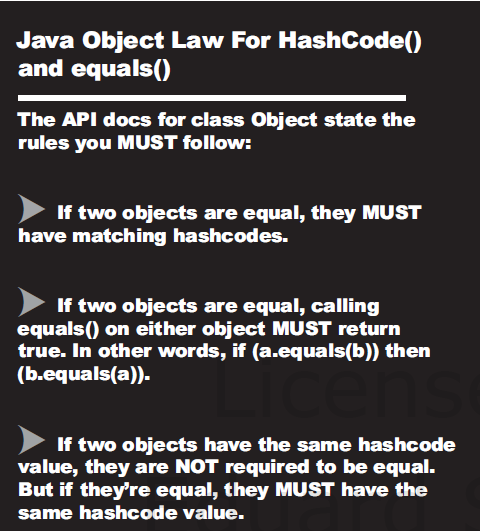 Java Object Law For HashCode()
and equals()
The API docs for class Object state the
rules you MUST follow:
If two objects are equal, they MUST
have matching hashcodes.
If two objects are equal, calling
equals() on either object MUST return
true. In other words, if (a.equals(b)) then
(b.equals(a)).
License
If two objects have the same hashcode
value, they are NOT required to be equal.
But if they’re equal, they MUST have the
same hashcode value.